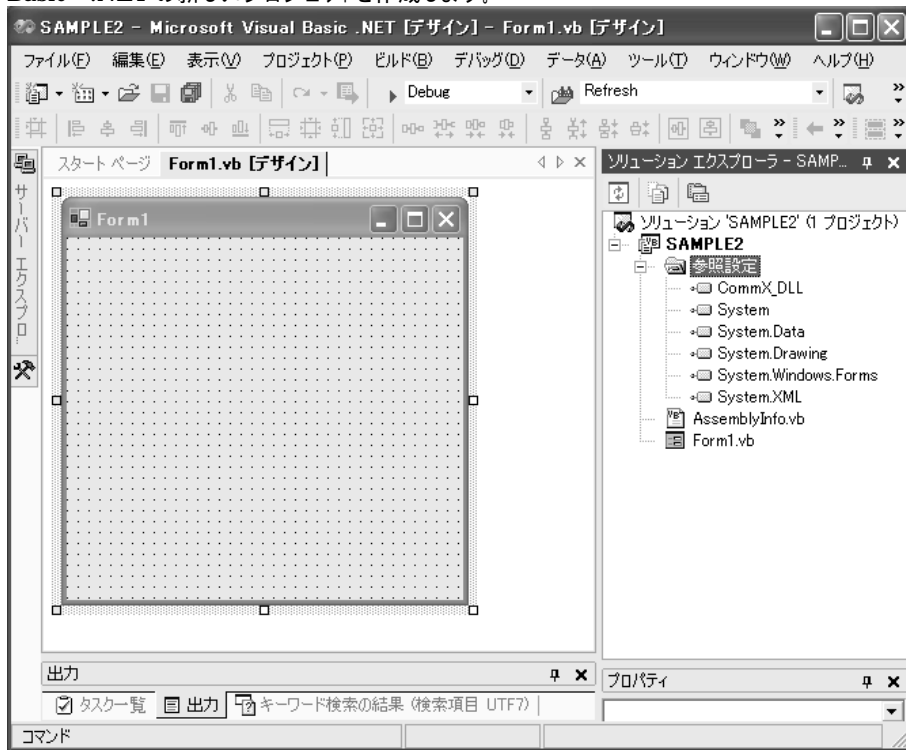 SAMPLE2 - Microsoft Visual Basic .NET [デザイン] - Form1.vb [デザイン]
ファイル(F) 編集(E) 表示(V) プロジェクト(P) ビルド(B) デバッグ(D) データ(A) ツール(T) ウィンドウ(W) ヘルプ(H)
Debug
Refresh
スタート ページ Form1.vb [デザイン]
サーバー エクスプロ...
Form1
ソリューション エクスプローラ - SAMP...
ソリューション 'SAMPLE2' (1 プロジェクト)
SAMPLE2
参照設定
CommX_DLL
System
System.Data
System.Drawing
System.Windows.Forms
System.XML
AssemblyInfo.vb
Form1.vb
出力
タスク一覧 出力 キーワード検索の結果 (検索項目 UTF7)
プロパティ
コマンド